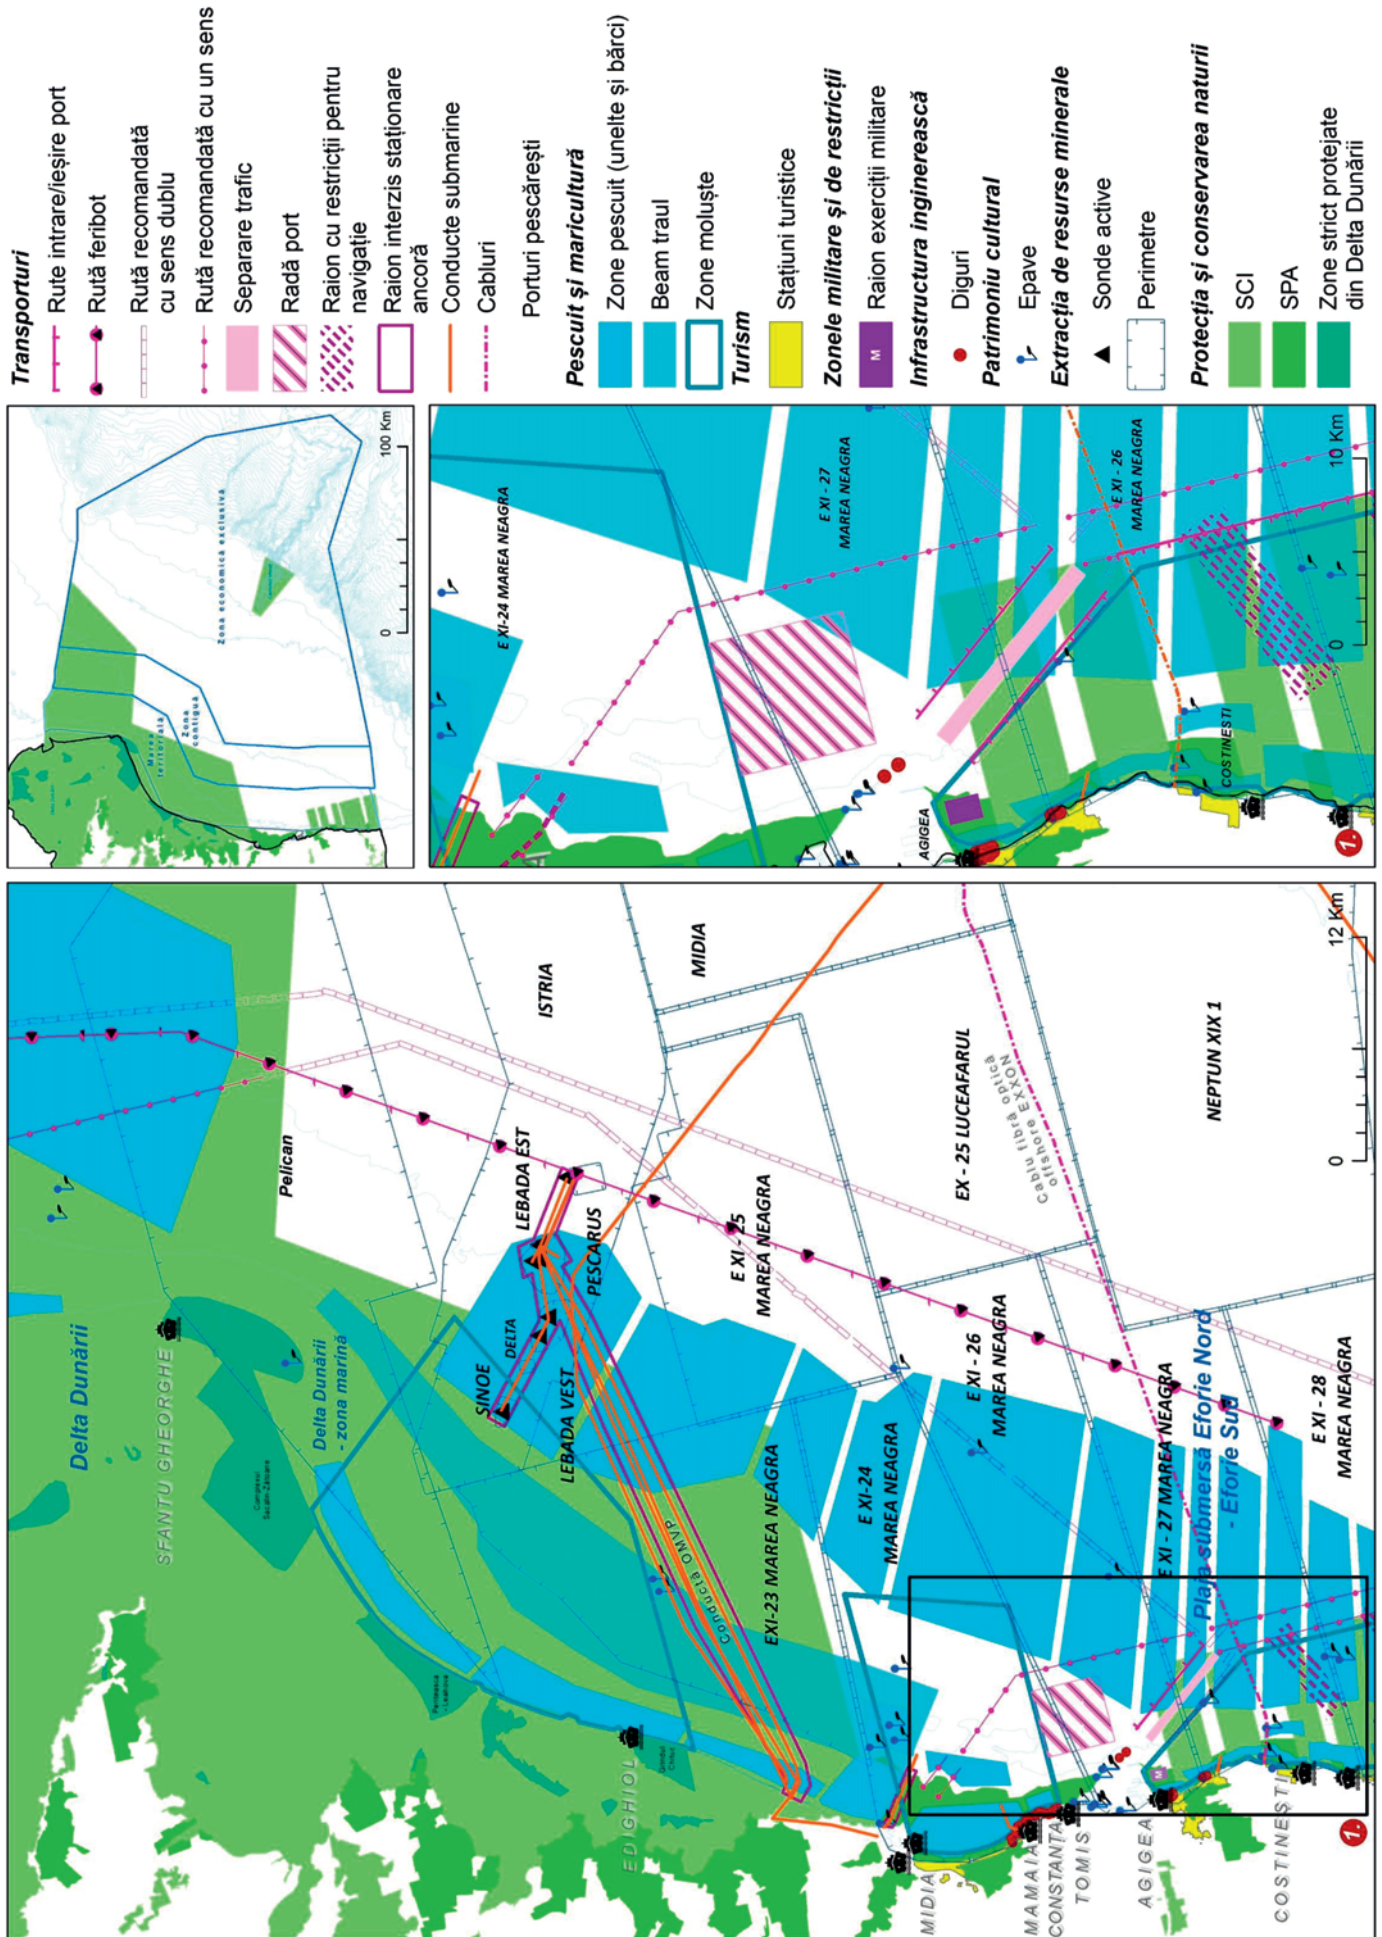 Transporturi
Rute intrare/ieșire port
Rută feribot
Rută recomandată
cu sens dublu
Rută recomandată cu un sens
Separare trafic
Radă port
Raion cu restricții pentru
navigație
Raion interzis staționare
ancoră
Conducte submarine
Cabluri
Porturi pescărești
Pescuit și maricultură
Zone pescuit (unelte și bărci)
Beam traul
Zone moluște
Turism
Stațiuni turistice
Zonele militare și de restricții
M
Raion exerciții militare
Infrastructura inginerească
Diguri
Patrimoniu cultural
Epave
Extracția de resurse minerale
Sonde active
Perimetre
Protecția și conservarea naturii
SCI
SPA
Zone strict protejate
din Delta Dunării
Marea
teritorială
Zona
contiguă
Zona economică exclusivă
0
100 Km
E XI-24 MAREA NEAGRA
E XI - 27
MAREA NEAGRA
E XI - 26
MAREA NEAGRA
AGIGEA
COSTINESTI
0
10 Km
1.
Delta Dunării
SFANTU GHEORGHE
Delta Dunării
- zona marină
Pelican
ISTRIA
MIDIA
LEBADA EST
PESCARUS
SINOE
DELTA
LEBADA VEST
Conductă OMVP
EXI-23 MAREA NEAGRA
E XI - 25
MAREA NEAGRA
E XI-24
MAREA NEAGRA
E XI - 26
MAREA NEAGRA
EX - 25 LUCEAFARUL
Cablu fibră optică
offshore EXXON
NEPTUN XIX 1
E XI - 27 MAREA NEAGRA
Plaja submersă Eforie Nord
- Eforie Sud
E XI - 28
MAREA NEAGRA
EDIGHIOL
MIDIA
MAMAIA
CONSTANTA
TOMIS
AGIGEA
M
COSTINEȘTI
0
12 Km
1.